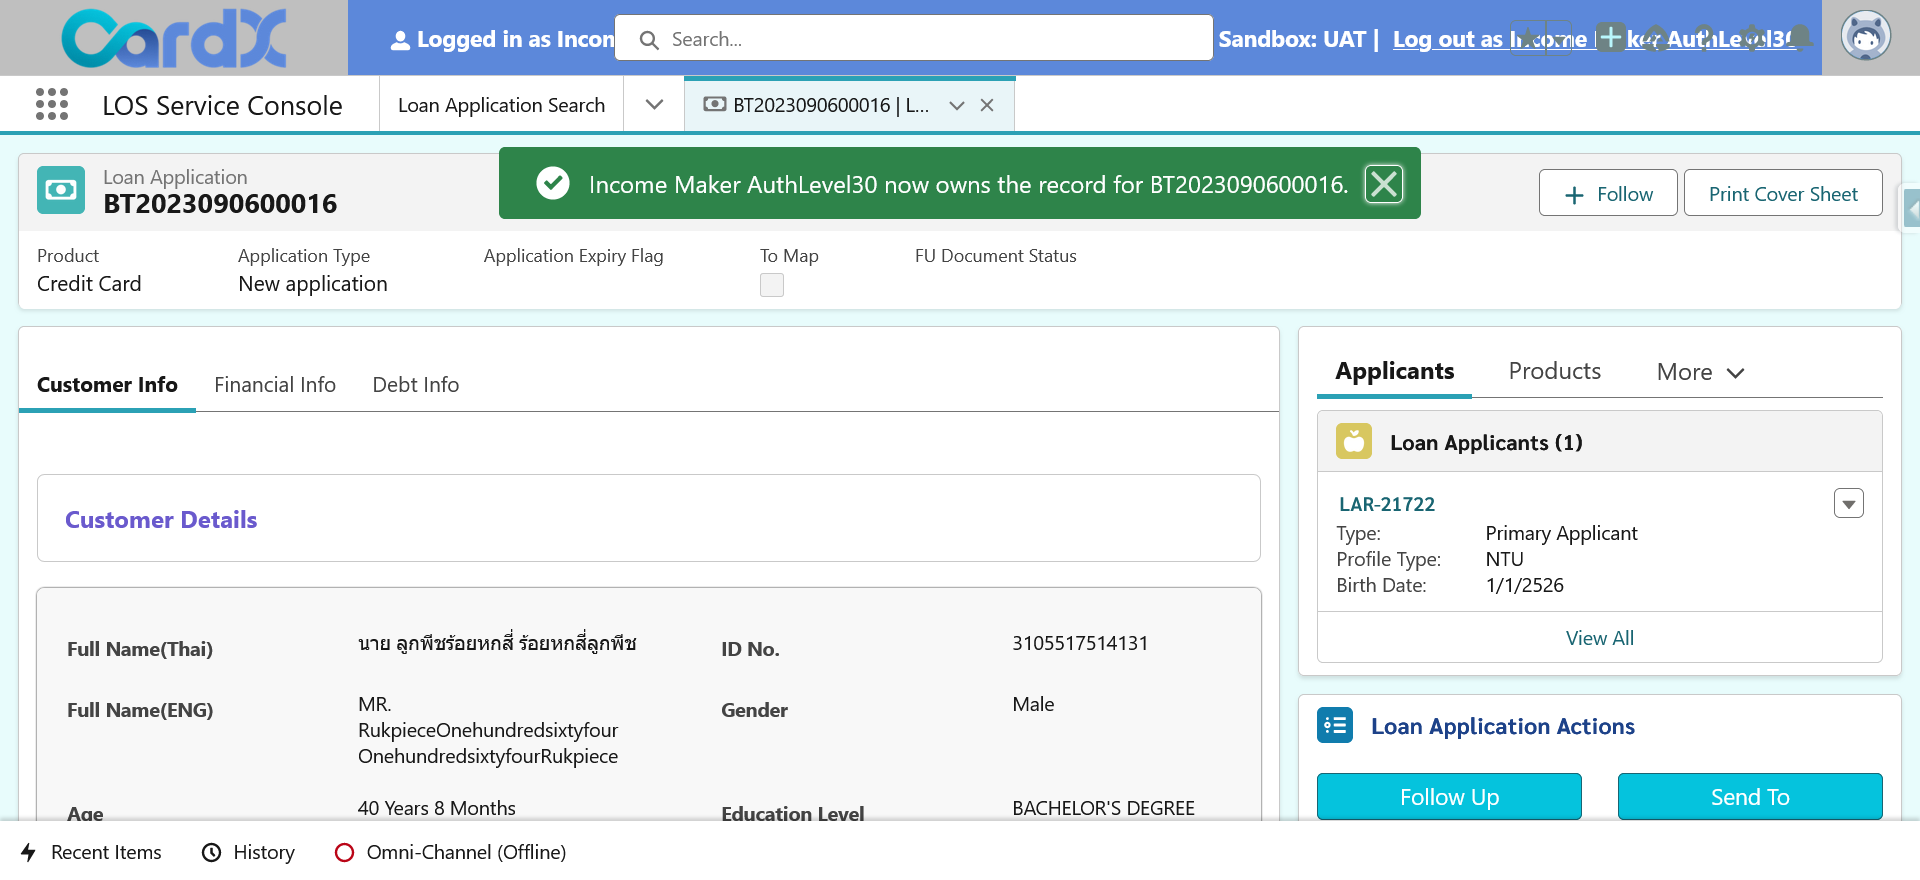 CardX
Logged in as Incon
Search...
Sandbox: UAT |
Log out as Income
ker AuthLevel30
LOS Service Console
Loan Application Search
BT2023090600016 | L...
Income Maker AuthLevel30 now owns the record for BT2023090600016.
Loan Application
BT2023090600016
Follow
Print Cover Sheet
Product
Application Type
Application Expiry Flag
To Map
FU Document Status
Credit Card
New application
Customer Info
Financial Info
Debt Info
Customer Details
Full Name(Thai)
นาย ลูกพีชร้อยหกสี่ ร้อยหกสี่ลูกพีช
ID No.
3105517514131
Full Name(ENG)
MR.
RukpieceOnehundredsixtyfour
OnehundredsixtyfourRukpiece
Gender
Male
Age
40 Years 8 Months
Education Level
BACHELOR'S DEGREE
Applicants
Products
More
Loan Applicants (1)
LAR-21722
Type:
Primary Applicant
Profile Type:
NTU
Birth Date:
1/1/2526
View All
Loan Application Actions
Follow Up
Send To
Recent Items
History
Omni-Channel (Offline)